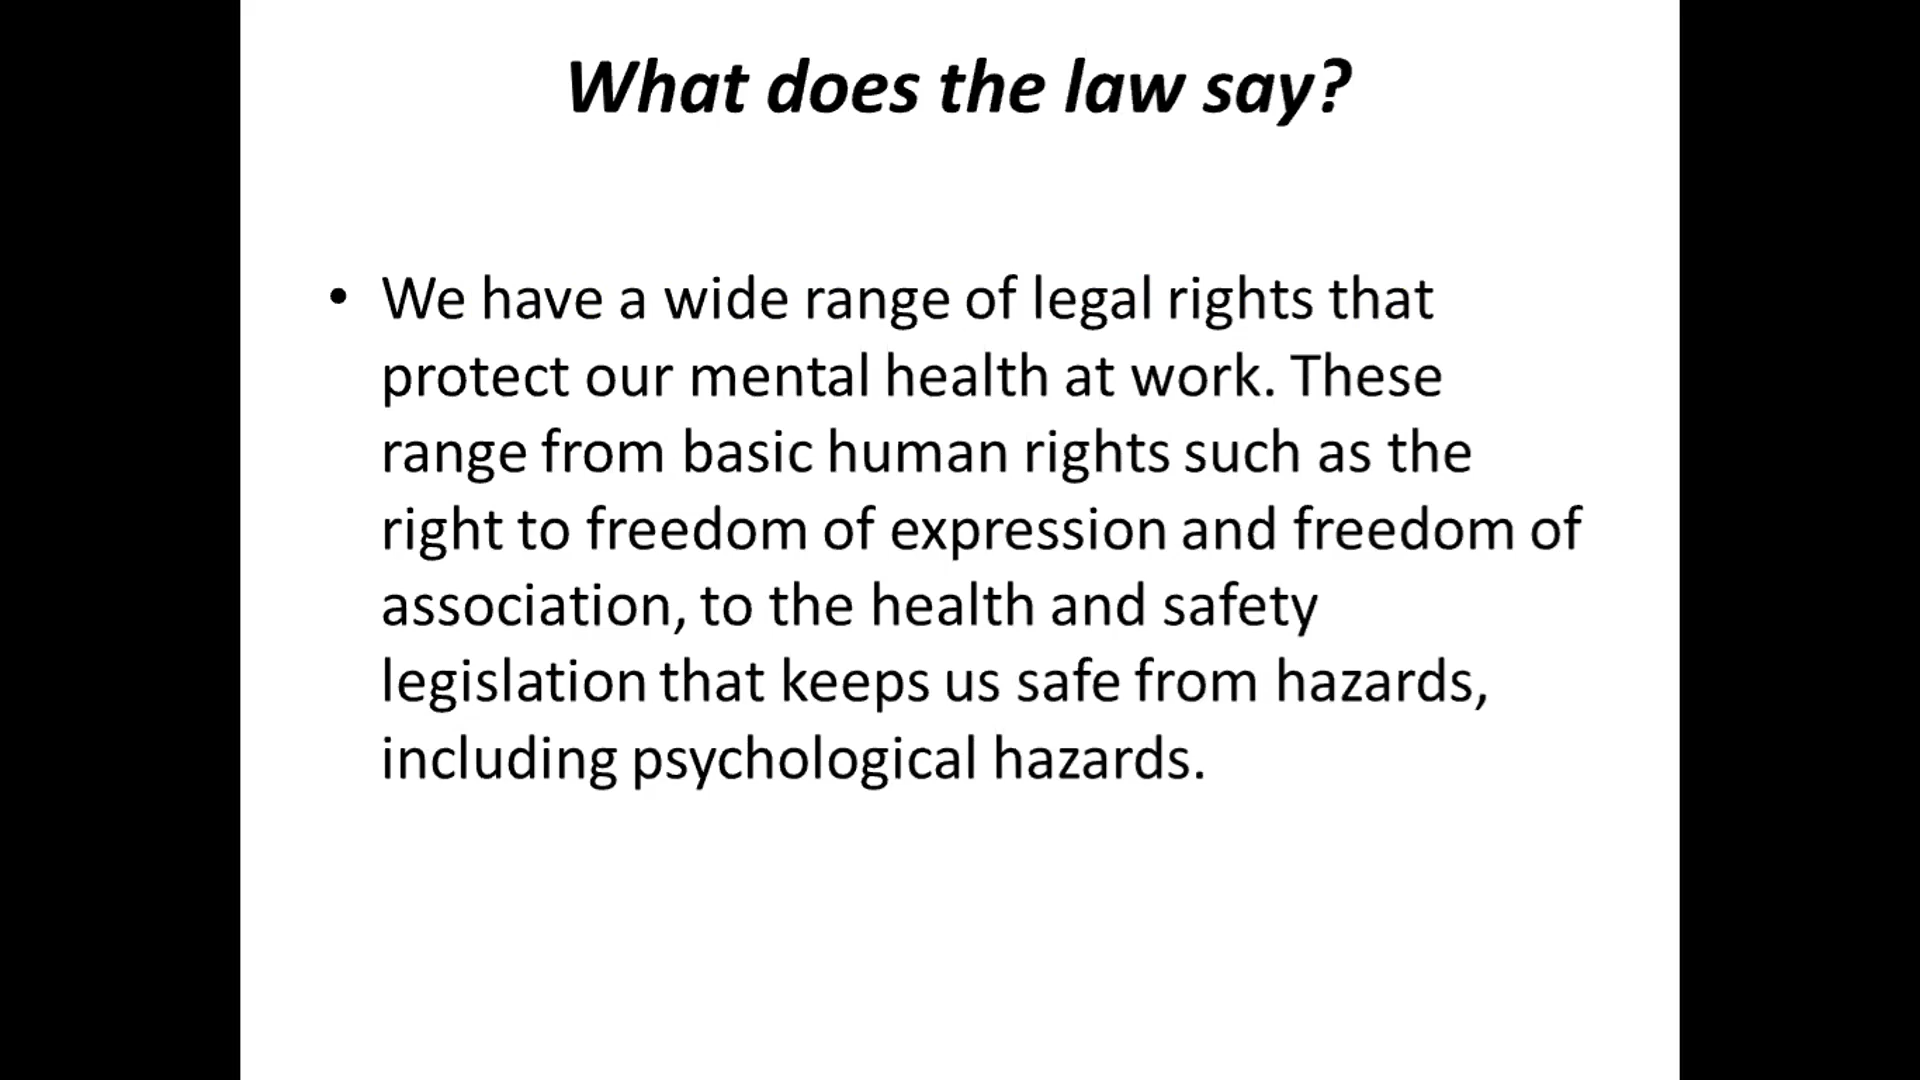 What does the law say?
• We have a wide range of legal rights that
protect our mental health at work. These
range from basic human rights such as the
right to freedom of expression and freedom of
association, to the health and safety
legislation that keeps us safe from hazards,
including psychological hazards.